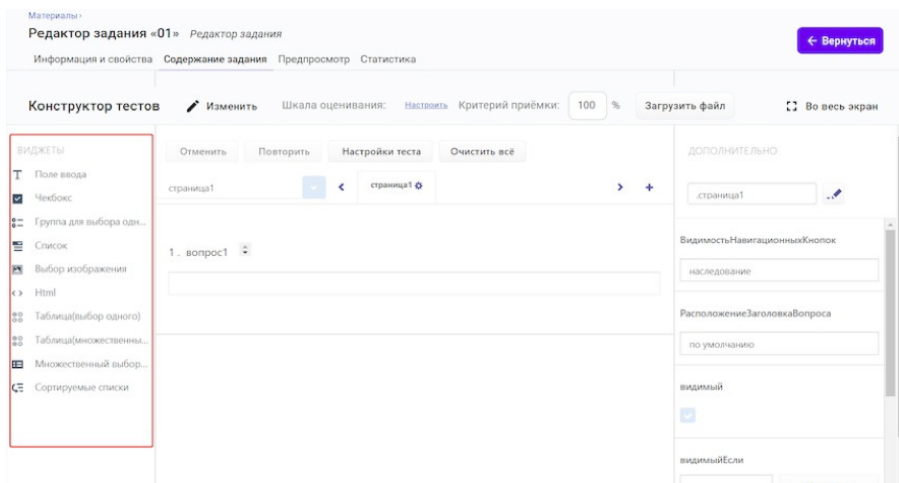 Материалы›
Редактор задания «01» Редактор задания
← Вернуться
Информация и свойства Содержание задания Предпросмотр Статистика
Конструктор тестов Изменить Шкала оценивания: Настроить Критерий приёмки: 100 % Загрузить файл Во весь экран
ВИДЖЕТЫ
Поле ввода
Чекбокс
Группа для выбора одн...
Список
Выбор изображения
Html
Таблица(выбор одного)
Таблица(множественны...
Множественный выбор...
Сортируемые списки
Отменить Повторить Настройки теста Очистить всё
страница1 страница1
1 . вопрос1
ДОПОЛНИТЕЛЬНО
.страница1
ВидимостьНавигационныхКнопок
наследование
РасположениеЗаголовкаВопроса
по умолчанию
видимый
видимыйЕсли